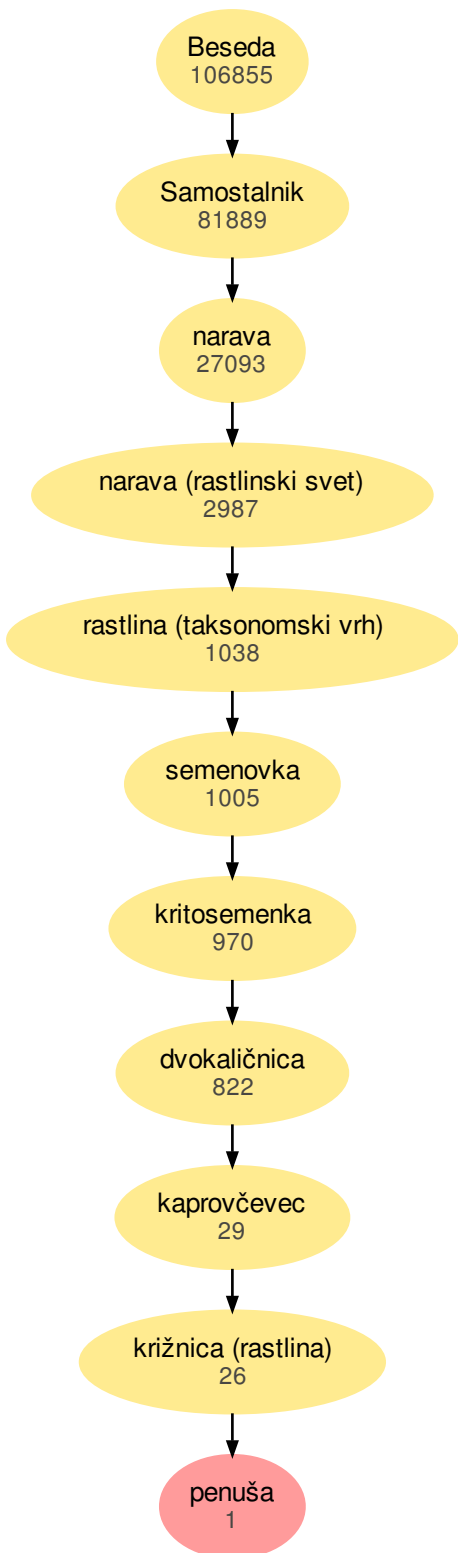 Beseda
106855
Samostalnik
81889
narava
27093
narava (rastlinski svet)
2987
rastlina (taksonomski vrh)
1038
semenovka
1005
kritosemenka
970
dvokaličnica
822
kaprovčevec
29
križnica (rastlina)
26
penuša
1